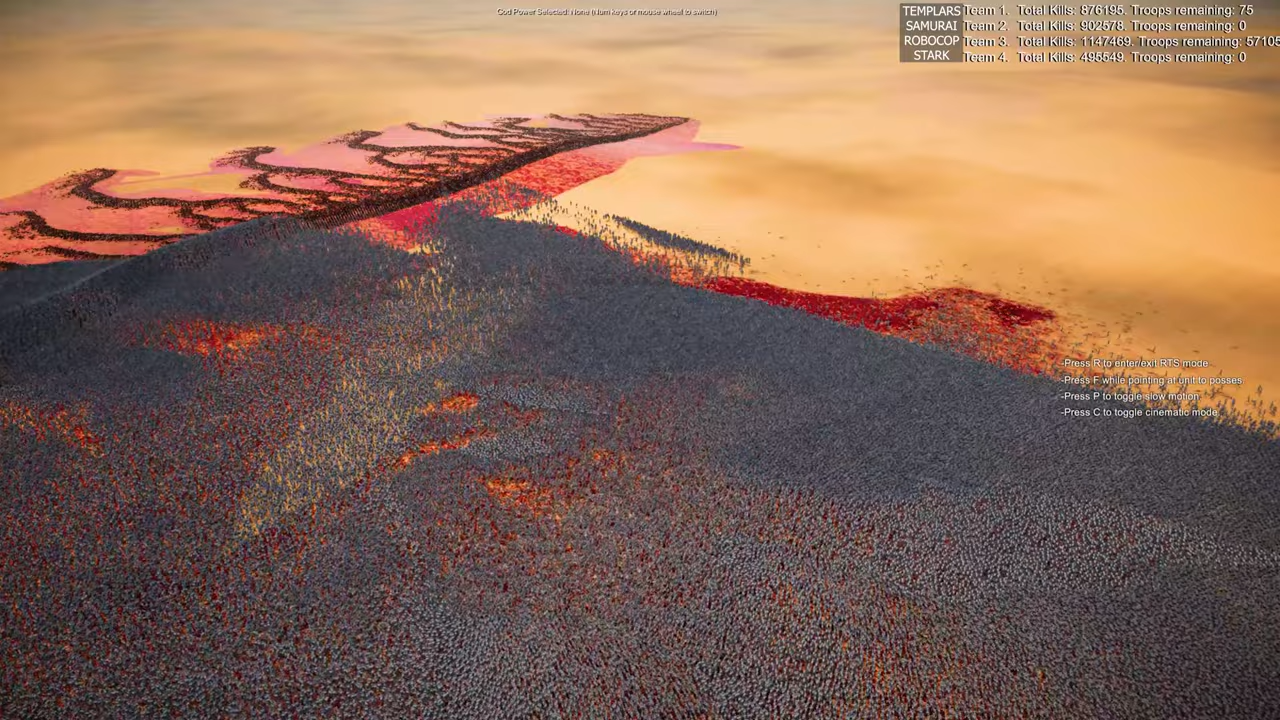 God Power Selected: None (Num keys or mouse wheel to switch)
TEMPLARS Team 1. Total Kills: 876195. Troops remaining: 75
SAMURAI Team 2. Total Kills: 902578. Troops remaining: 0
ROBOCOP Team 3. Total Kills: 1147469. Troops remaining: 57105
STARK Team 4. Total Kills: 495549. Troops remaining: 0
-Press R to enter/exit RTS mode
-Press F while pointing at unit to posses
-Press P to toggle slow motion
-Press C to toggle cinematic mode